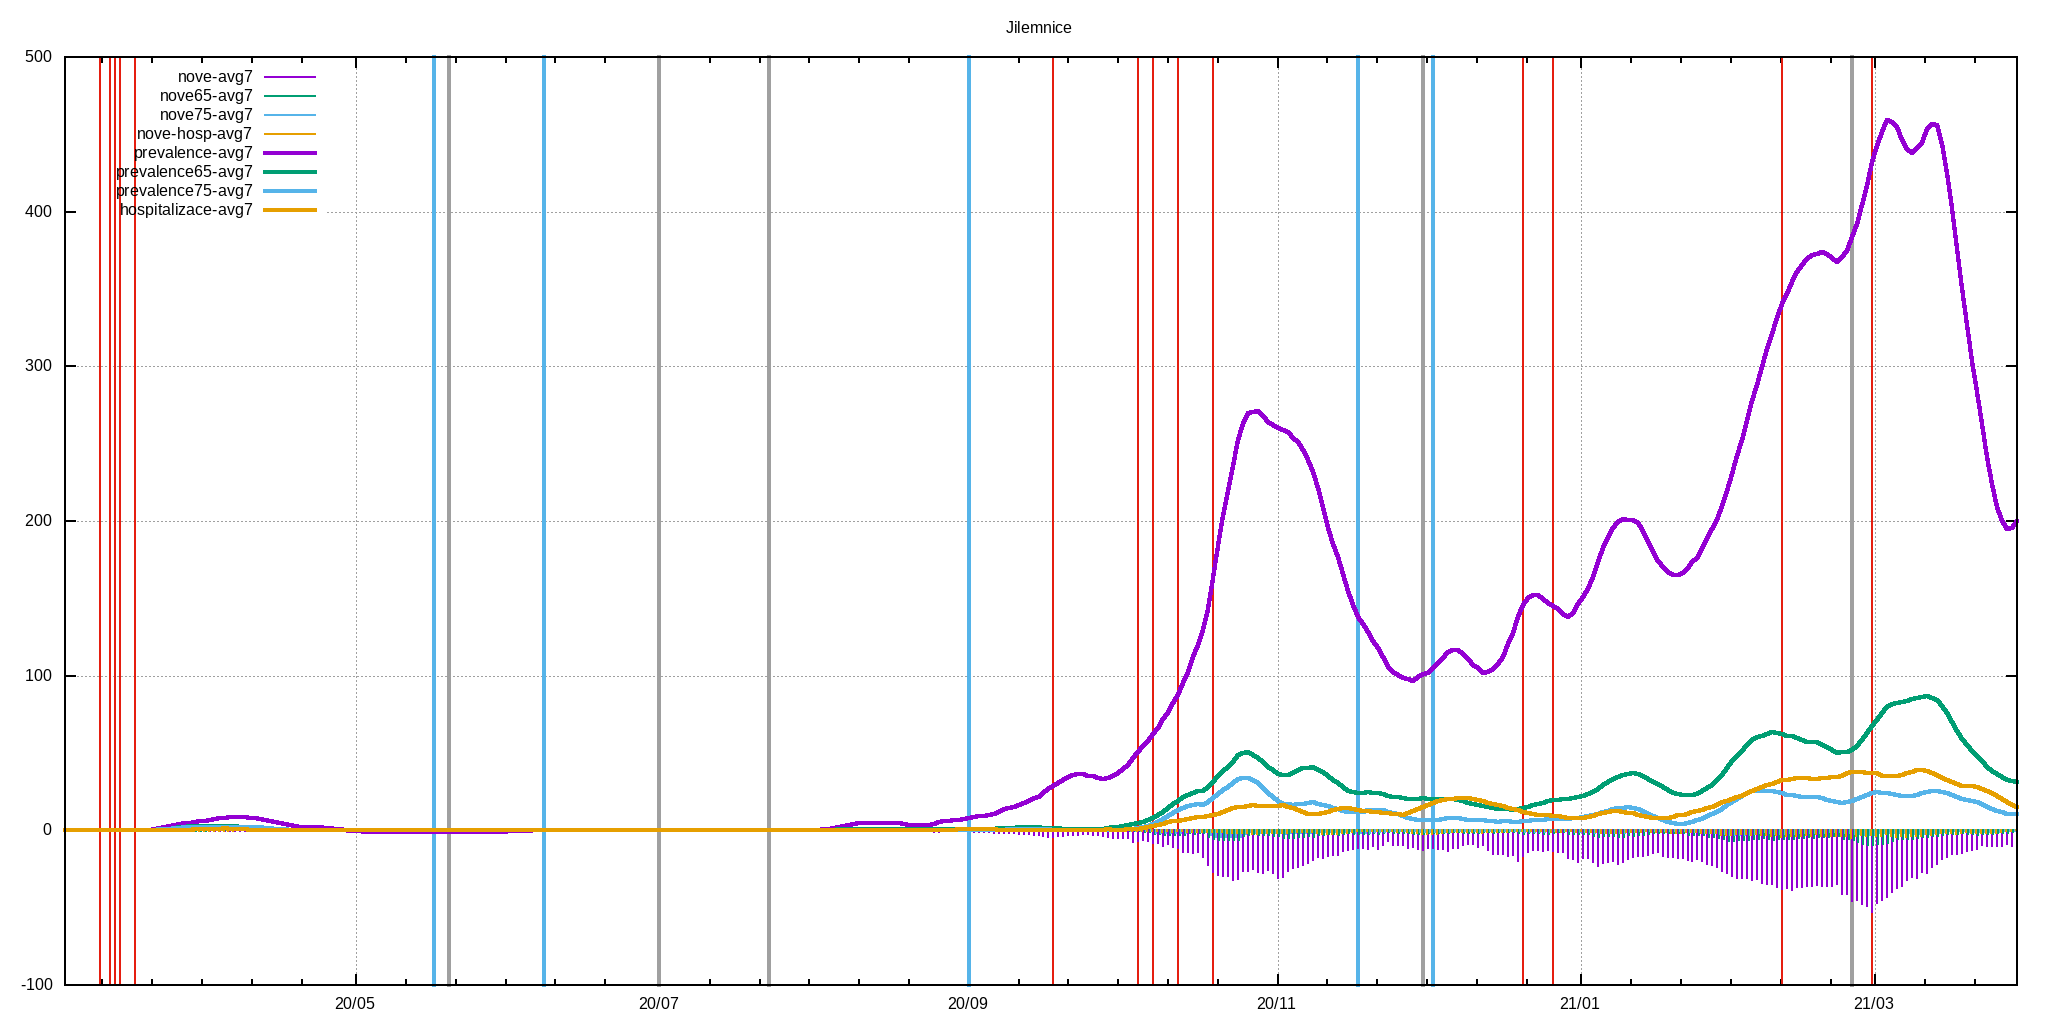 Jilemnice
500
400
300
200
100
0
-100
nove-avg7
nove65-avg7
nove75-avg7
nove-hosp-avg7
prevalence-avg7
prevalence65-avg7
prevalence75-avg7
hospitalizace-avg7
20/05
20/07
20/09
20/11
21/01
21/03